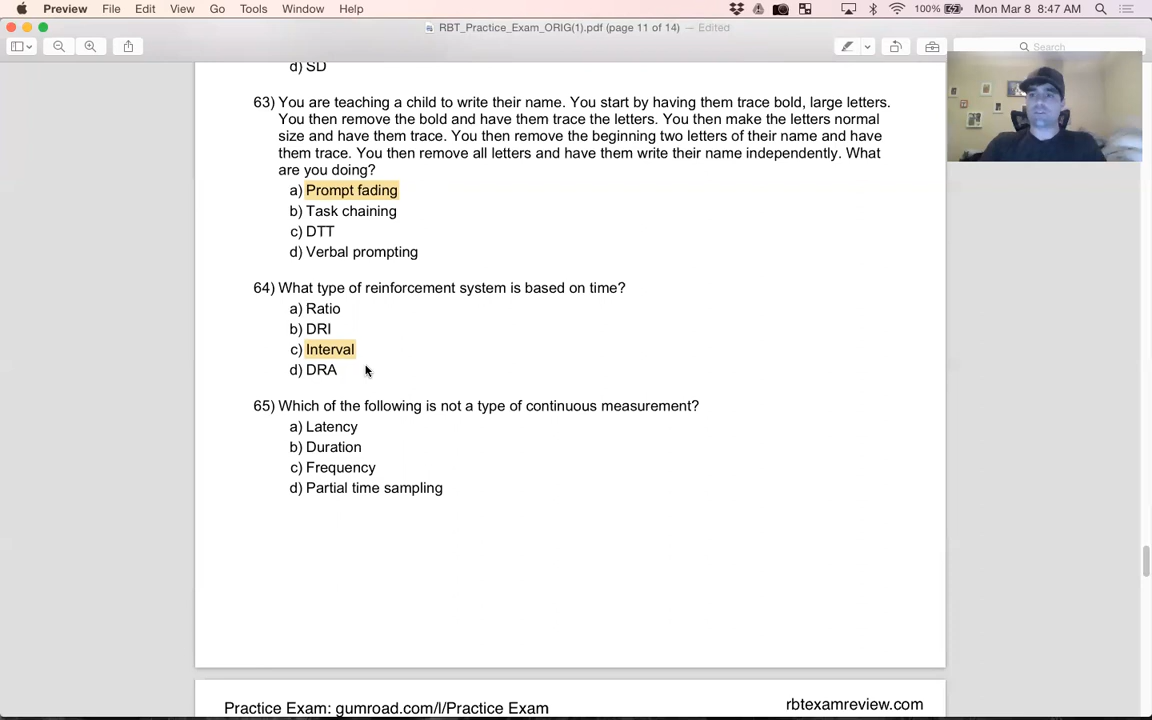 Preview File Edit View Go Tools Window Help 100% Mon Mar 8 8:47 AM
RBT_Practice_Exam_ORIG(1).pdf (page 11 of 14) — Edited
Search
d) SD
63) You are teaching a child to write their name. You start by having them trace bold, large letters.
You then remove the bold and have them trace the letters. You then make the letters normal
size and have them trace. You then remove the beginning two letters of their name and have
them trace. You then remove all letters and have them write their name independently. What
are you doing?
a) Prompt fading
b) Task chaining
c) DTT
d) Verbal prompting
64) What type of reinforcement system is based on time?
a) Ratio
b) DRI
c) Interval
d) DRA
65) Which of the following is not a type of continuous measurement?
a) Latency
b) Duration
c) Frequency
d) Partial time sampling
Practice Exam: gumroad.com/l/Practice Exam
rbtexamreview.com